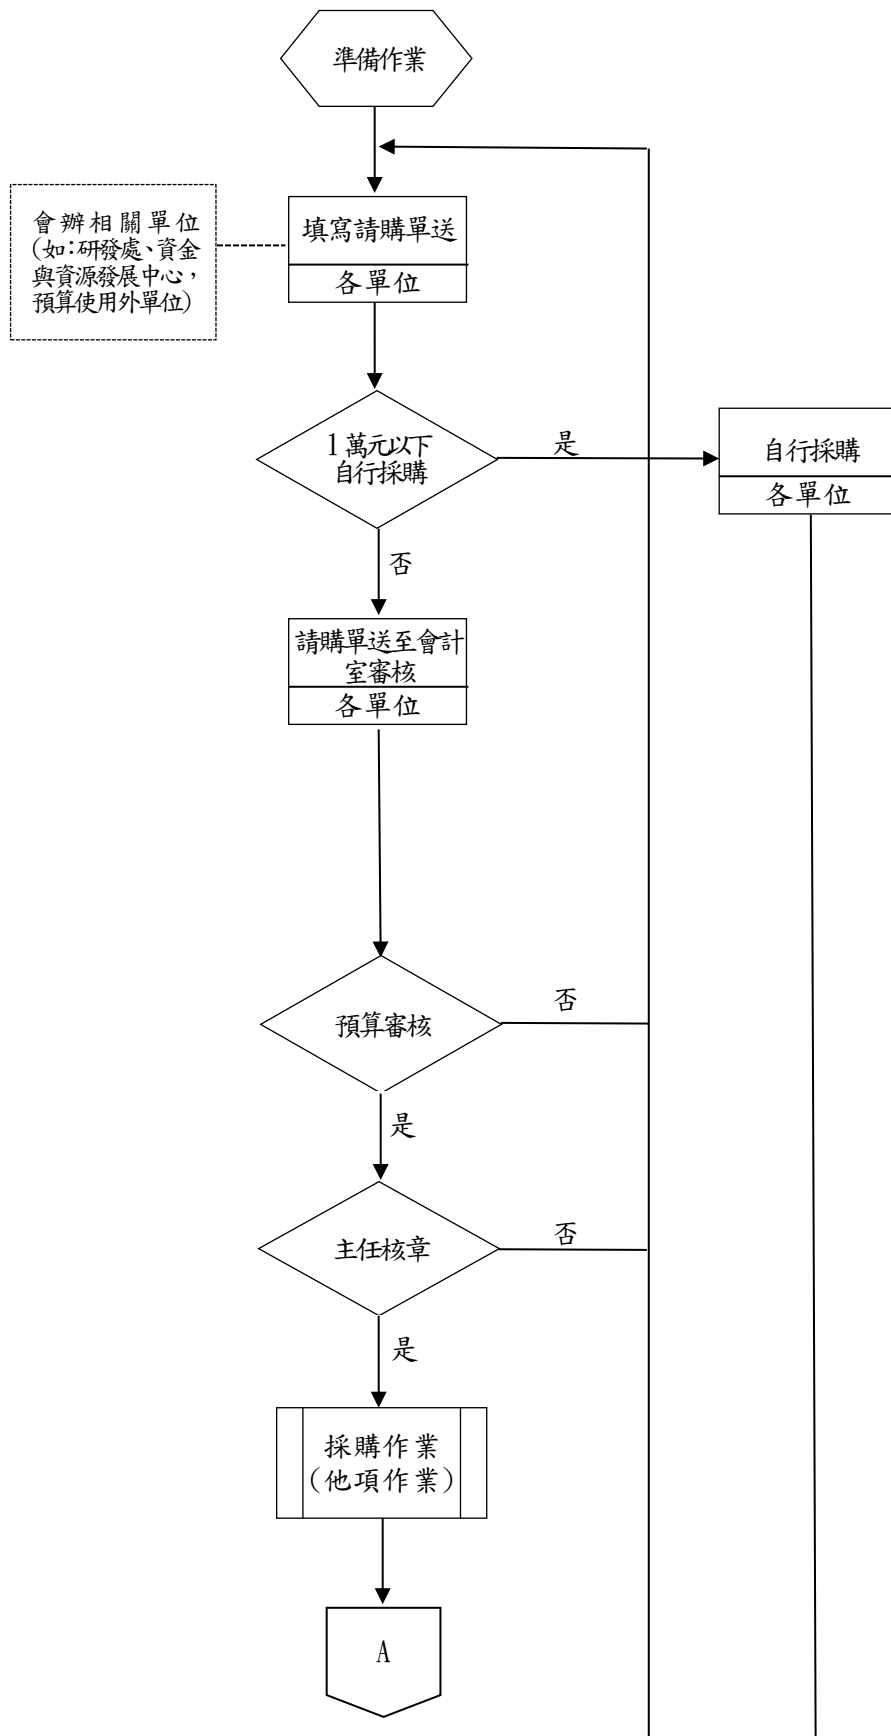 準備作業
會辦相關單位
(如:研發處、資金
與資源發展中心,
預算使用外單位)
填寫請購單送
各單位
1萬元以下
自行採購
是
自行採購
各單位
否
請購單送至會計
室審核
各單位
預算審核
否
是
主任核章
否
是
採購作業
(他項作業)
A